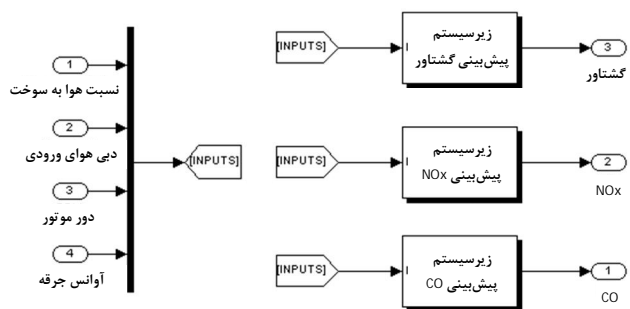 1
نسبت هوا به سوخت
2
دبی هوای ورودی
3
دور موتور
4
آوانس جرقه
[INPUTS]
[INPUTS]
I
زیرسیستم
پیش‌بینی گشتاور
3
گشتاور
[INPUTS]
I
زیرسیستم
پیش‌بینی NOx
2
NOx
[INPUTS]
I
زیرسیستم
پیش‌بینی CO
1
CO